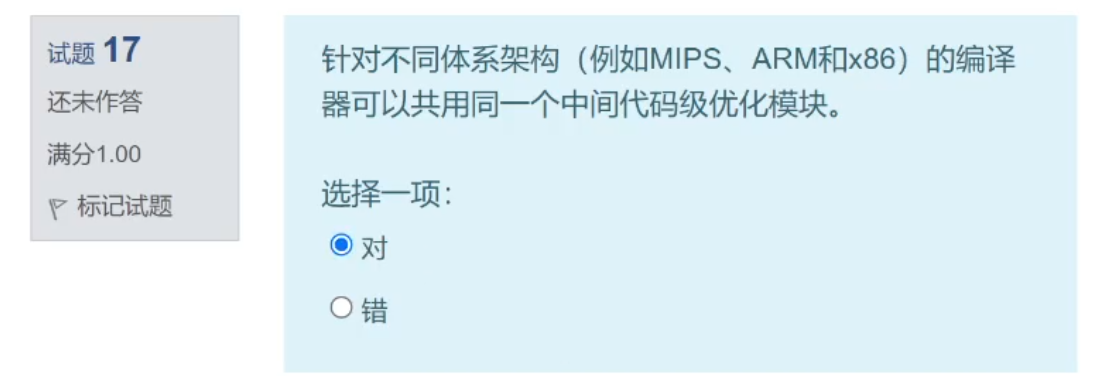 试题 17
还未作答
满分1.00
标记试题
针对不同体系架构（例如MIPS、ARM和x86）的编译
器可以共用同一个中间代码级优化模块。
选择一项：
对
错